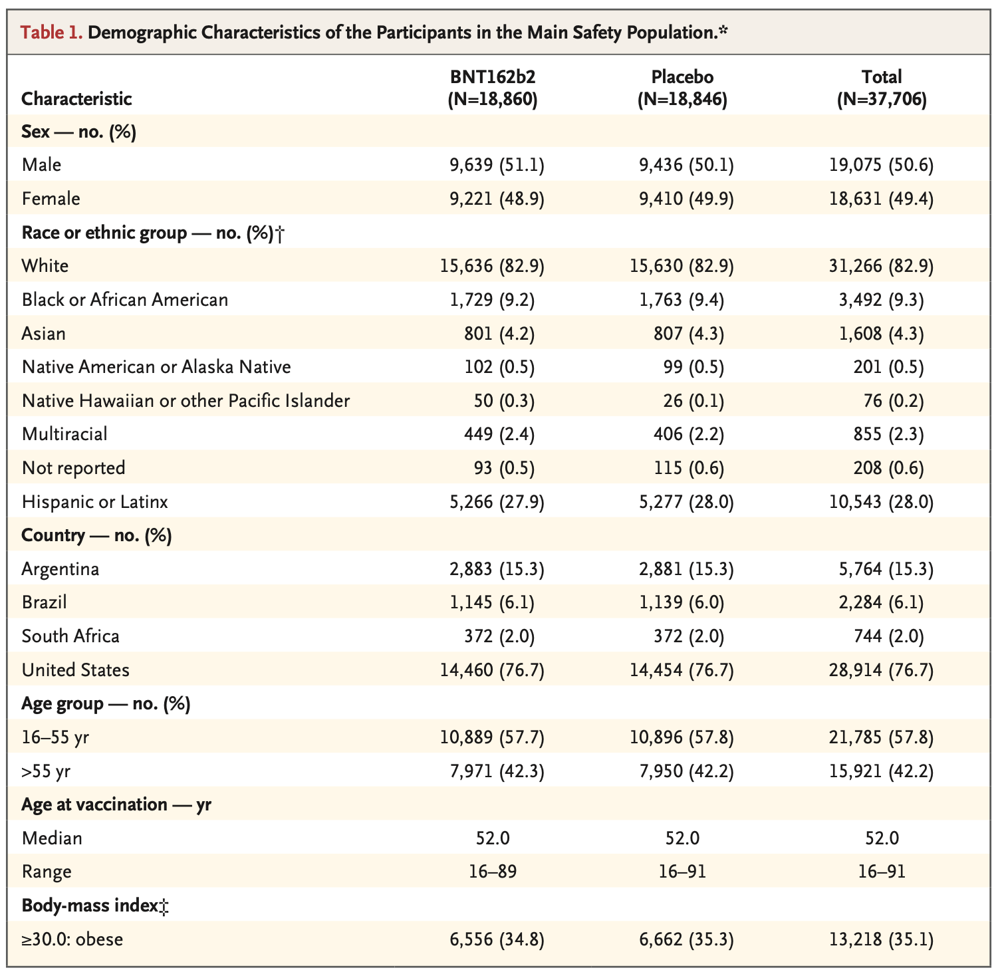 Table 1. Demographic Characteristics of the Participants in the Main Safety Population.*
Characteristic BNT162b2 (N=18,860) Placebo (N=18,846) Total (N=37,706)
Sex — no. (%)
Male 9,639 (51.1) 9,436 (50.1) 19,075 (50.6)
Female 9,221 (48.9) 9,410 (49.9) 18,631 (49.4)
Race or ethnic group — no. (%)†
White 15,636 (82.9) 15,630 (82.9) 31,266 (82.9)
Black or African American 1,729 (9.2) 1,763 (9.4) 3,492 (9.3)
Asian 801 (4.2) 807 (4.3) 1,608 (4.3)
Native American or Alaska Native 102 (0.5) 99 (0.5) 201 (0.5)
Native Hawaiian or other Pacific Islander 50 (0.3) 26 (0.1) 76 (0.2)
Multiracial 449 (2.4) 406 (2.2) 855 (2.3)
Not reported 93 (0.5) 115 (0.6) 208 (0.6)
Hispanic or Latinx 5,266 (27.9) 5,277 (28.0) 10,543 (28.0)
Country — no. (%)
Argentina 2,883 (15.3) 2,881 (15.3) 5,764 (15.3)
Brazil 1,145 (6.1) 1,139 (6.0) 2,284 (6.1)
South Africa 372 (2.0) 372 (2.0) 744 (2.0)
United States 14,460 (76.7) 14,454 (76.7) 28,914 (76.7)
Age group — no. (%)
16–55 yr 10,889 (57.7) 10,896 (57.8) 21,785 (57.8)
>55 yr 7,971 (42.3) 7,950 (42.2) 15,921 (42.2)
Age at vaccination — yr
Median 52.0 52.0 52.0
Range 16–89 16–91 16–91
Body-mass index‡
≥30.0: obese 6,556 (34.8) 6,662 (35.3) 13,218 (35.1)